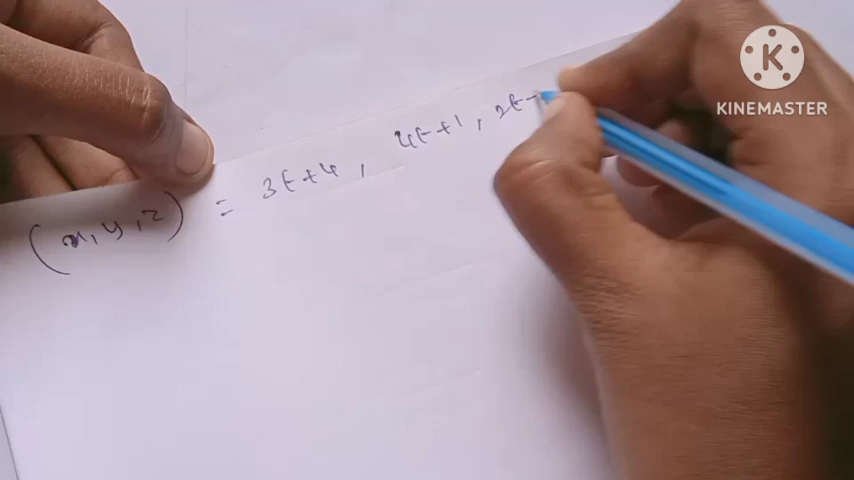 (x, y, z) = 3t+4, 4t+1, 2t-
KINEMASTER